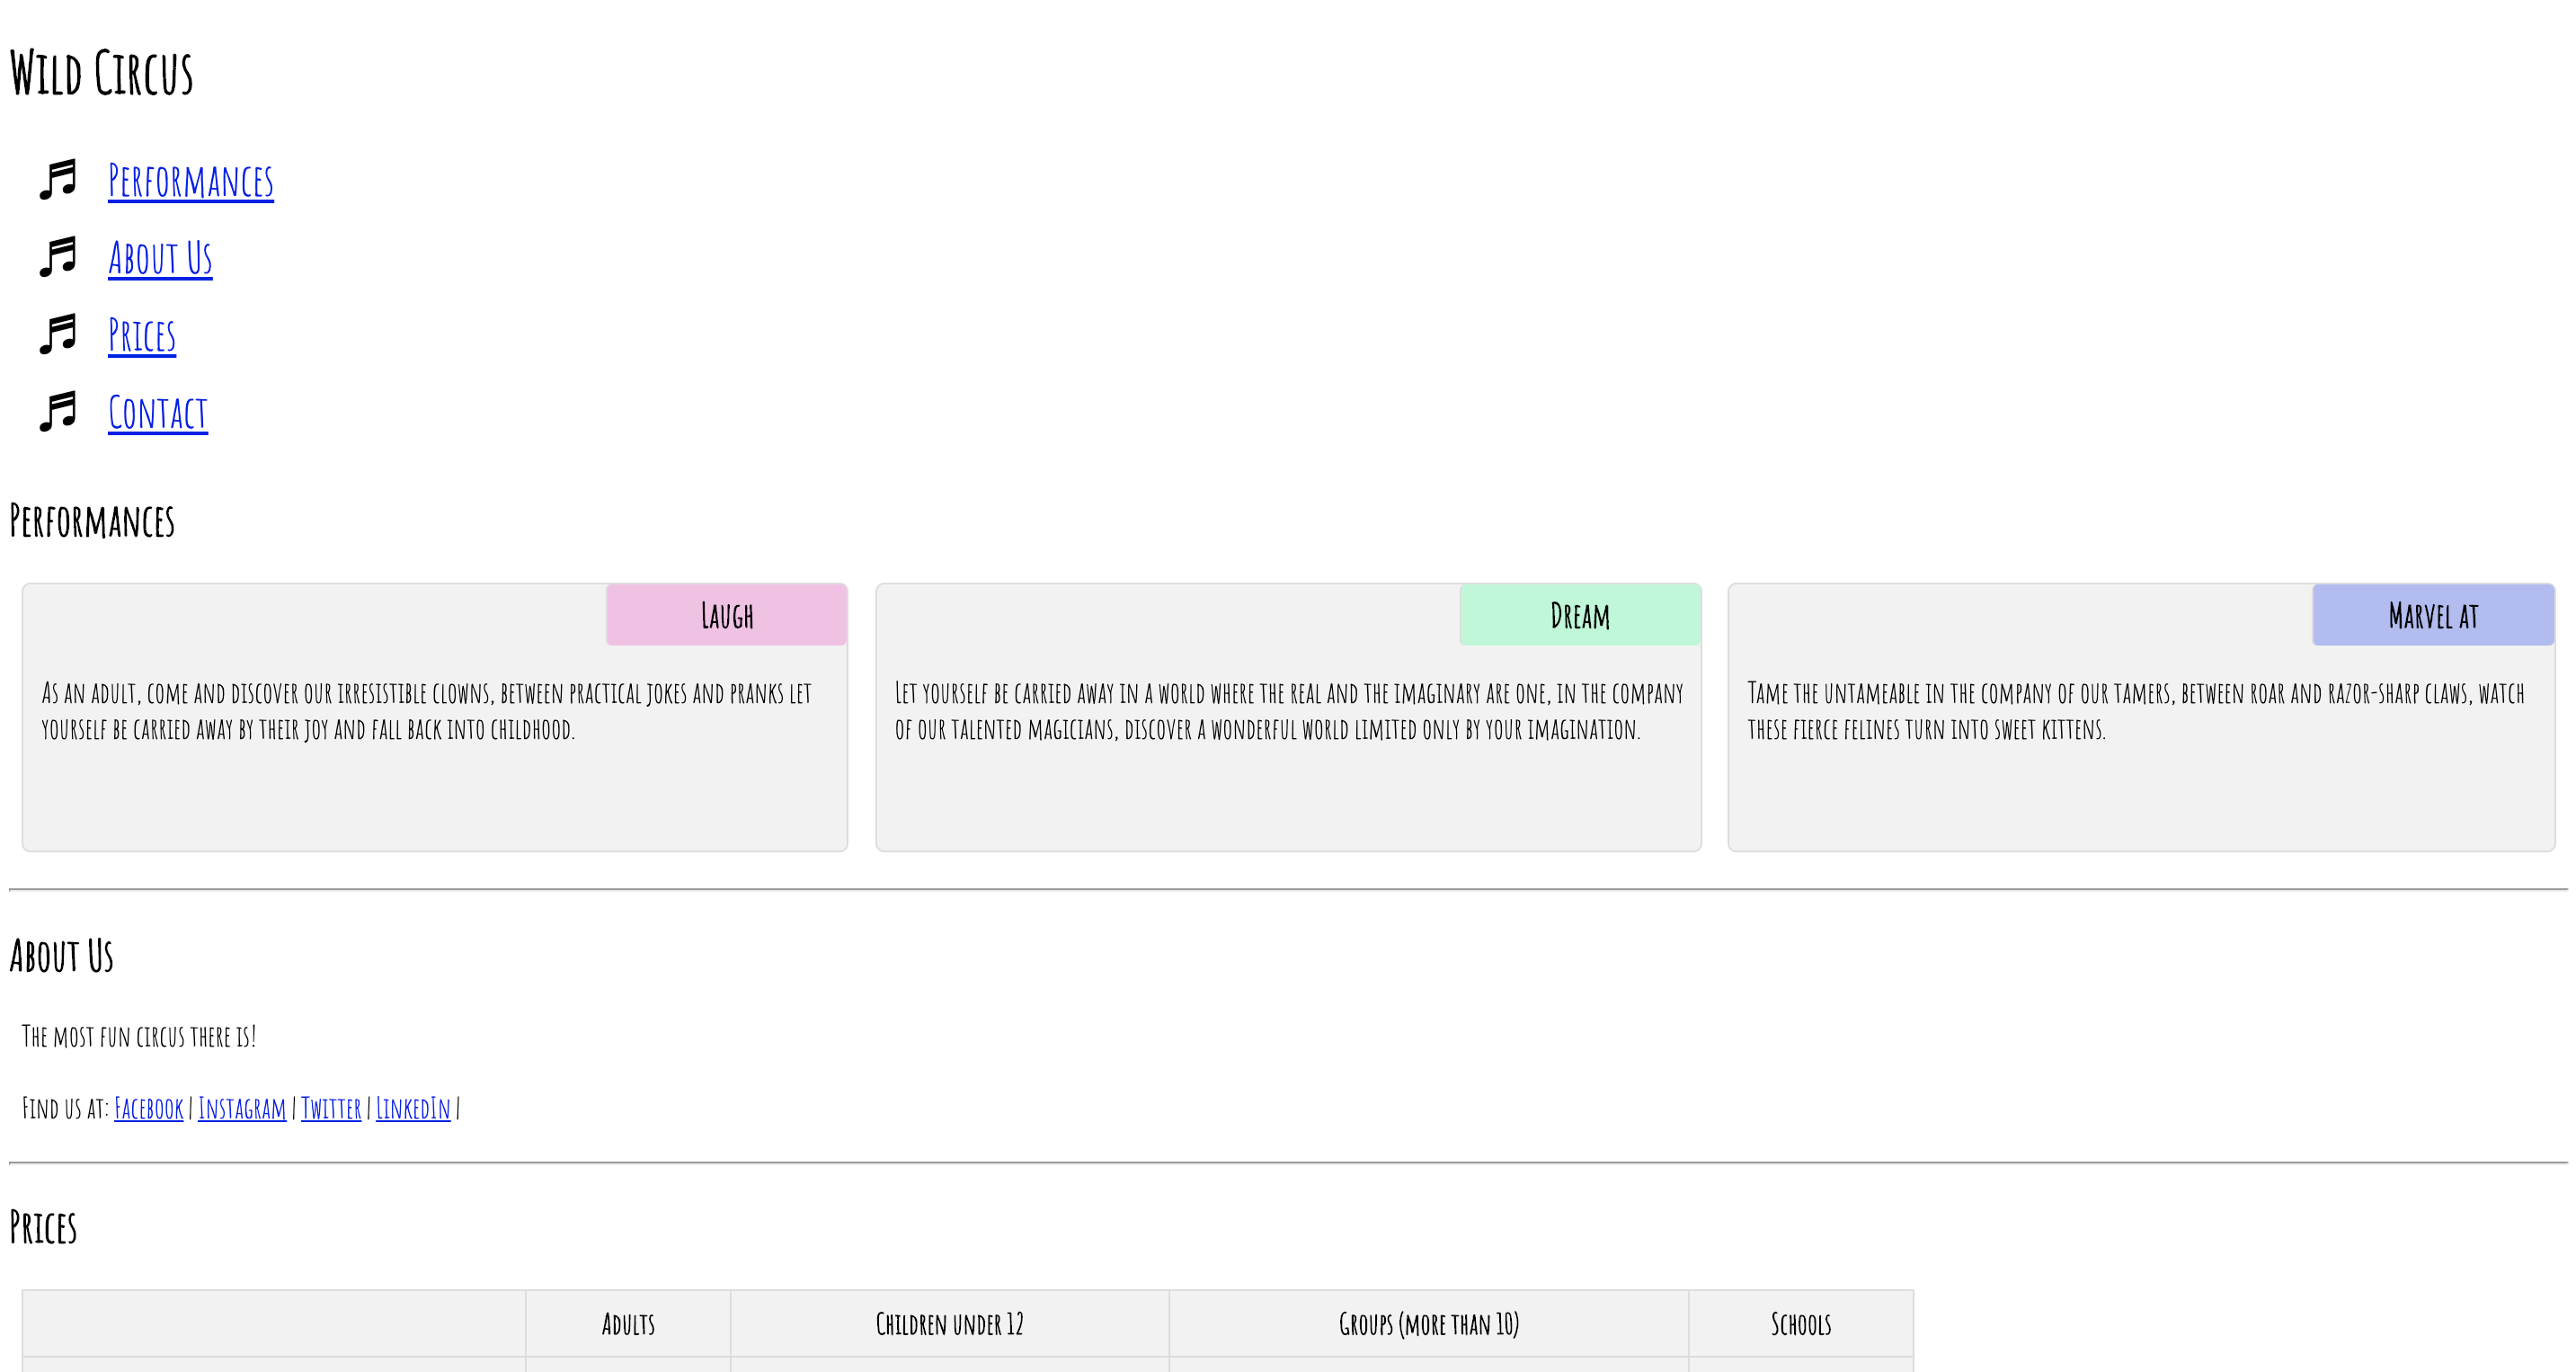 Wild Circus
Performances
About Us
Prices
Contact
Performances
Laugh
As an adult, come and discover our irresistible clowns, between practical jokes and pranks let
yourself be carried away by their joy and fall back into childhood.
Dream
Let yourself be carried away in a world where the real and the imaginary are one, in the company
of our talented magicians, discover a wonderful world limited only by your imagination.
Marvel at
Tame the untameable in the company of our tamers, between roar and razor-sharp claws, watch
these fierce felines turn into sweet kittens.
About Us
The most fun circus there is!
Find us at: Facebook | Instagram | Twitter | LinkedIn |
Prices
Adults Children under 12 Groups (more than 10) Schools